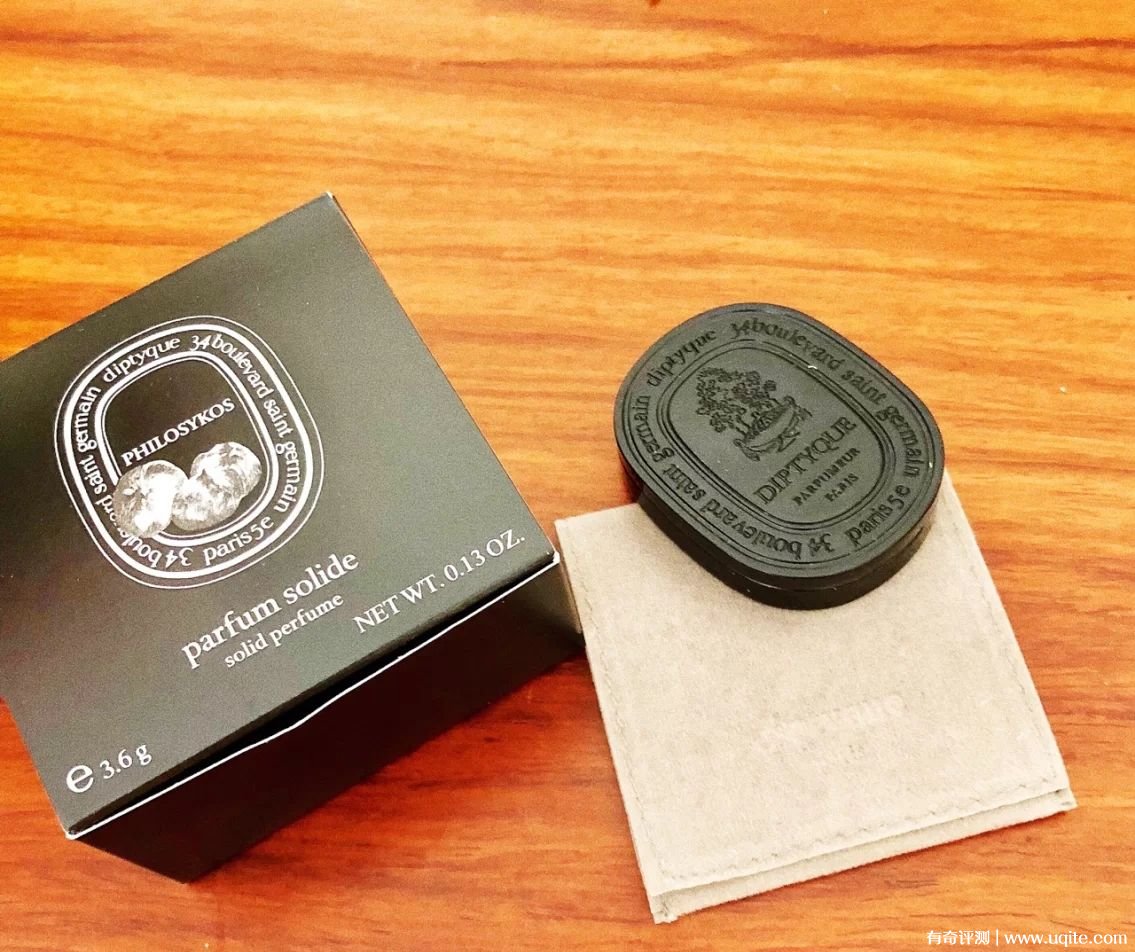 diptyque 34 boulevard saint germain paris 5e 34 boulevard saint germain
PHILOSYKOS
parfum solide
solid perfume
NET WT. 0.13 OZ.
e 3.6 g
diptyque 34 boulevard saint germain paris 5e 34 boulevard saint germain
DIPTYQUE
PARFUMEUR
PARIS
有奇评测 | www.uqite.com